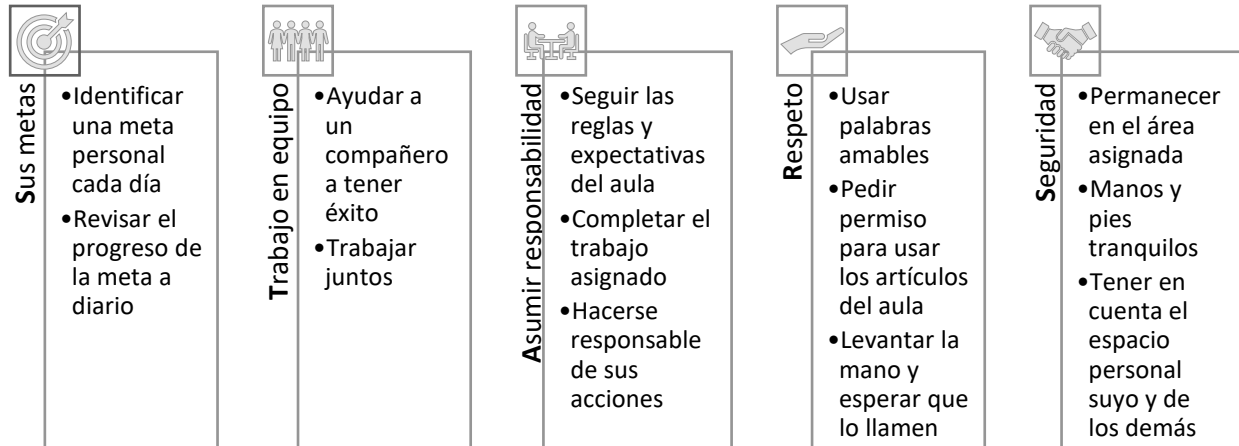 Sus metas
•Identificar
una meta
personal
cada día
•Revisar el
progreso de
la meta a
diario
Trabajo en equipo
•Ayudar a
un
compañero
a tener
éxito
•Trabajar
juntos
Asumir responsabilidad
•Seguir las
reglas y
expectativas
del aula
•Completar el
trabajo
asignado
•Hacerse
responsable
de sus
acciones
Respeto
•Usar
palabras
amables
•Pedir
permiso
para usar
los artículos
del aula
•Levantar la
mano y
esperar que
lo llamen
Seguridad
•Permanecer
en el área
asignada
•Manos y
pies
tranquilos
•Tener en
cuenta el
espacio
personal
suyo y de
los demás